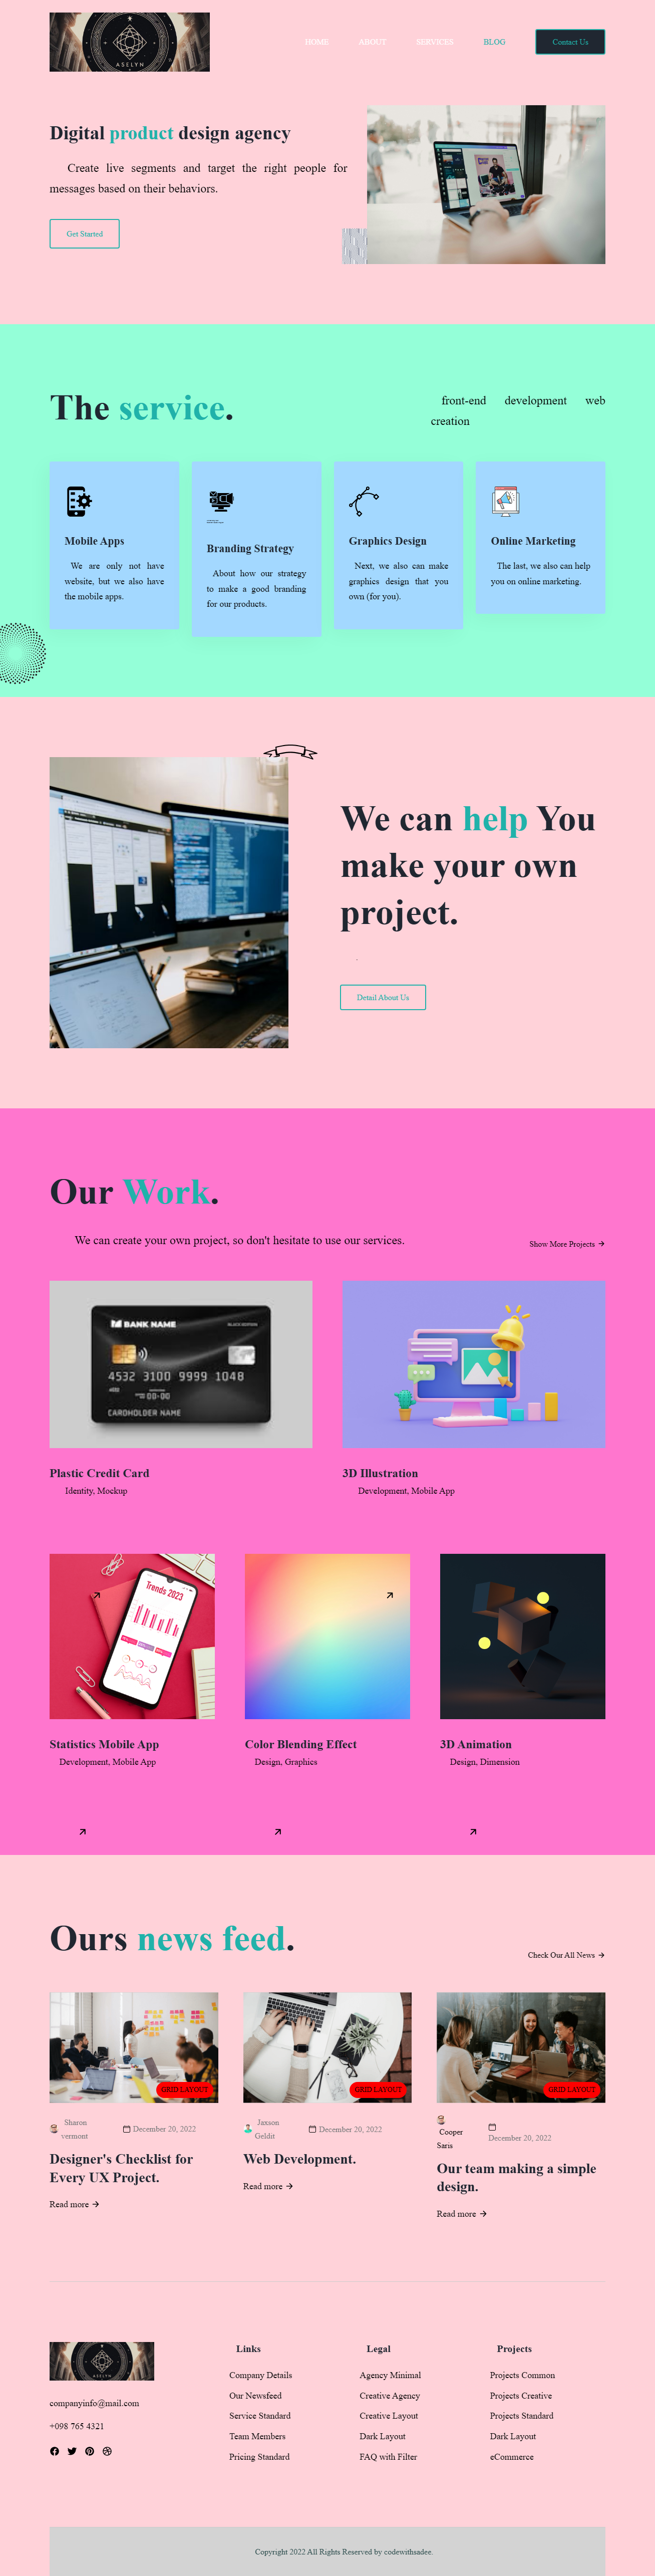 ASELYN
HOME ABOUT SERVICES BLOG Contact Us
Digital product design agency
Create live segments and target the right people for
messages based on their behaviors.
Get Started
The service.
front-end development web
creation
Mobile Apps
We are only not have
website, but we also have
the mobile apps.
Branding Strategy
About how our strategy
to make a good branding
for our products.
Graphics Design
Next, we also can make
graphics design that you
own (for you).
Online Marketing
The last, we also can help
you on online marketing.
We can help You
make your own
project.
.
Detail About Us
Our Work.
We can create your own project, so don't hesitate to use our services.
Show More Projects
BANK NAME
BLACK EDITION
4532 3100 9999 1048
CARDHOLDER NAME
Plastic Credit Card
Identity, Mockup
3D Illustration
Development, Mobile App
Trends 2023
Statistics Mobile App
Development, Mobile App
Color Blending Effect
Design, Graphics
3D Animation
Design, Dimension
Ours news feed.
Check Our All News
GRID LAYOUT
Sharon
vermont
December 20, 2022
Designer's Checklist for
Every UX Project.
Read more
GRID LAYOUT
Jaxson
Geldit
December 20, 2022
Web Development.
Read more
GRID LAYOUT
Cooper
Saris
December 20, 2022
Our team making a simple
design.
Read more
ASELYN
companyinfo@mail.com
+098 765 4321
Links
Company Details
Our Newsfeed
Service Standard
Team Members
Pricing Standard
Legal
Agency Minimal
Creative Agency
Creative Layout
Dark Layout
FAQ with Filter
Projects
Projects Common
Projects Creative
Projects Standard
Dark Layout
eCommerce
Copyright 2022 All Rights Reserved by codewithsadee.